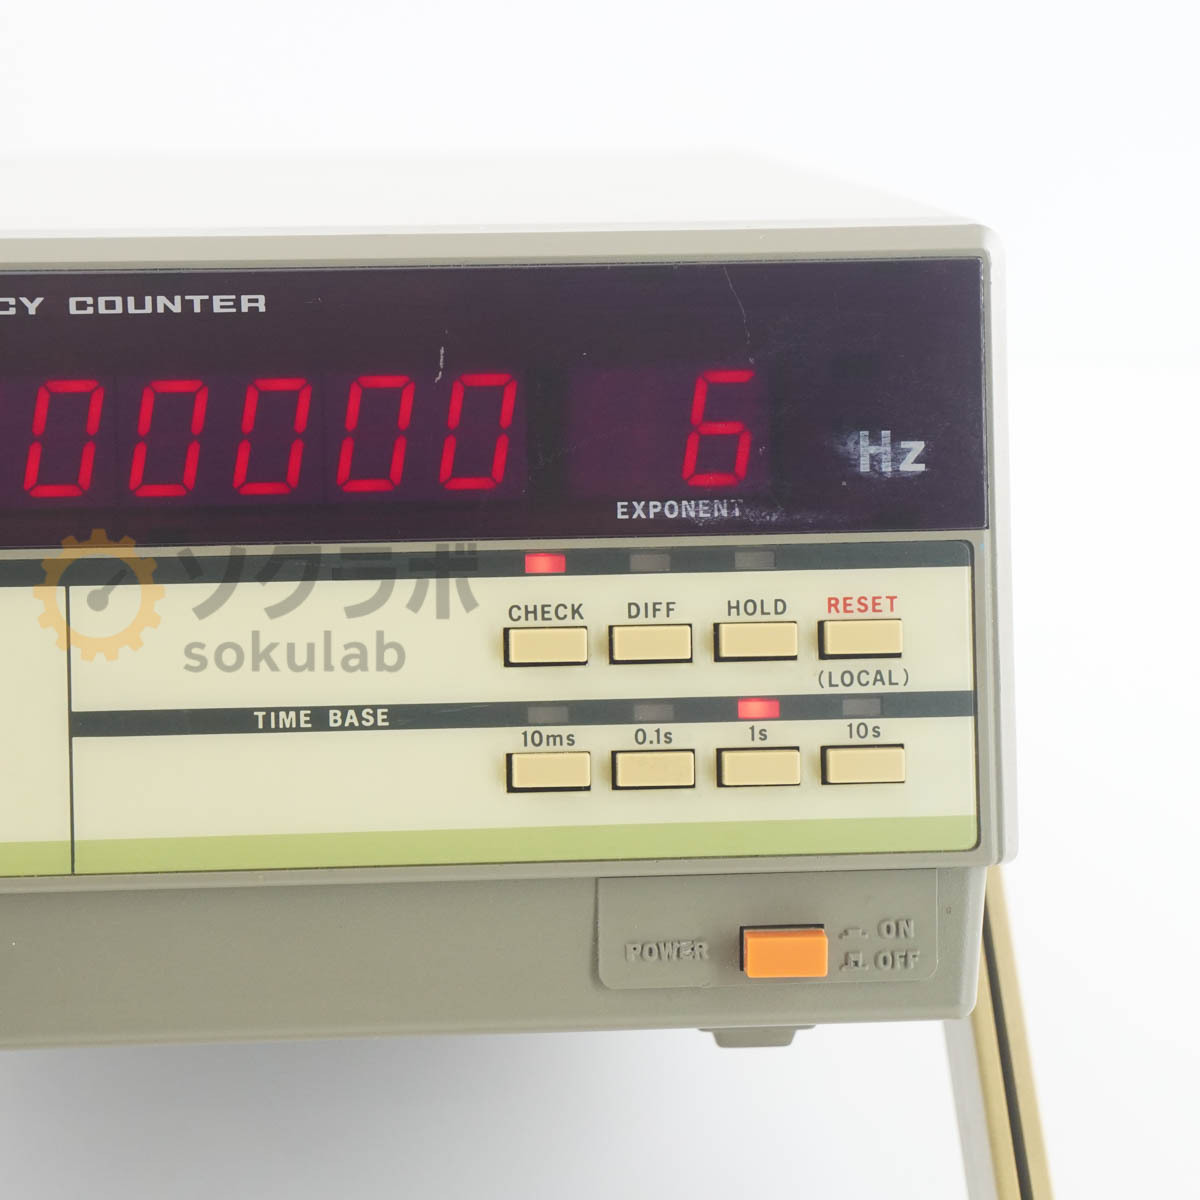 CY COUNTER
00000 6 Hz
EXPONENT
ソクラボ
sokulab
CHECK DIFF HOLD RESET
(LOCAL)
TIME BASE
10ms 0.1s 1s 10s
POWER ON
OFF